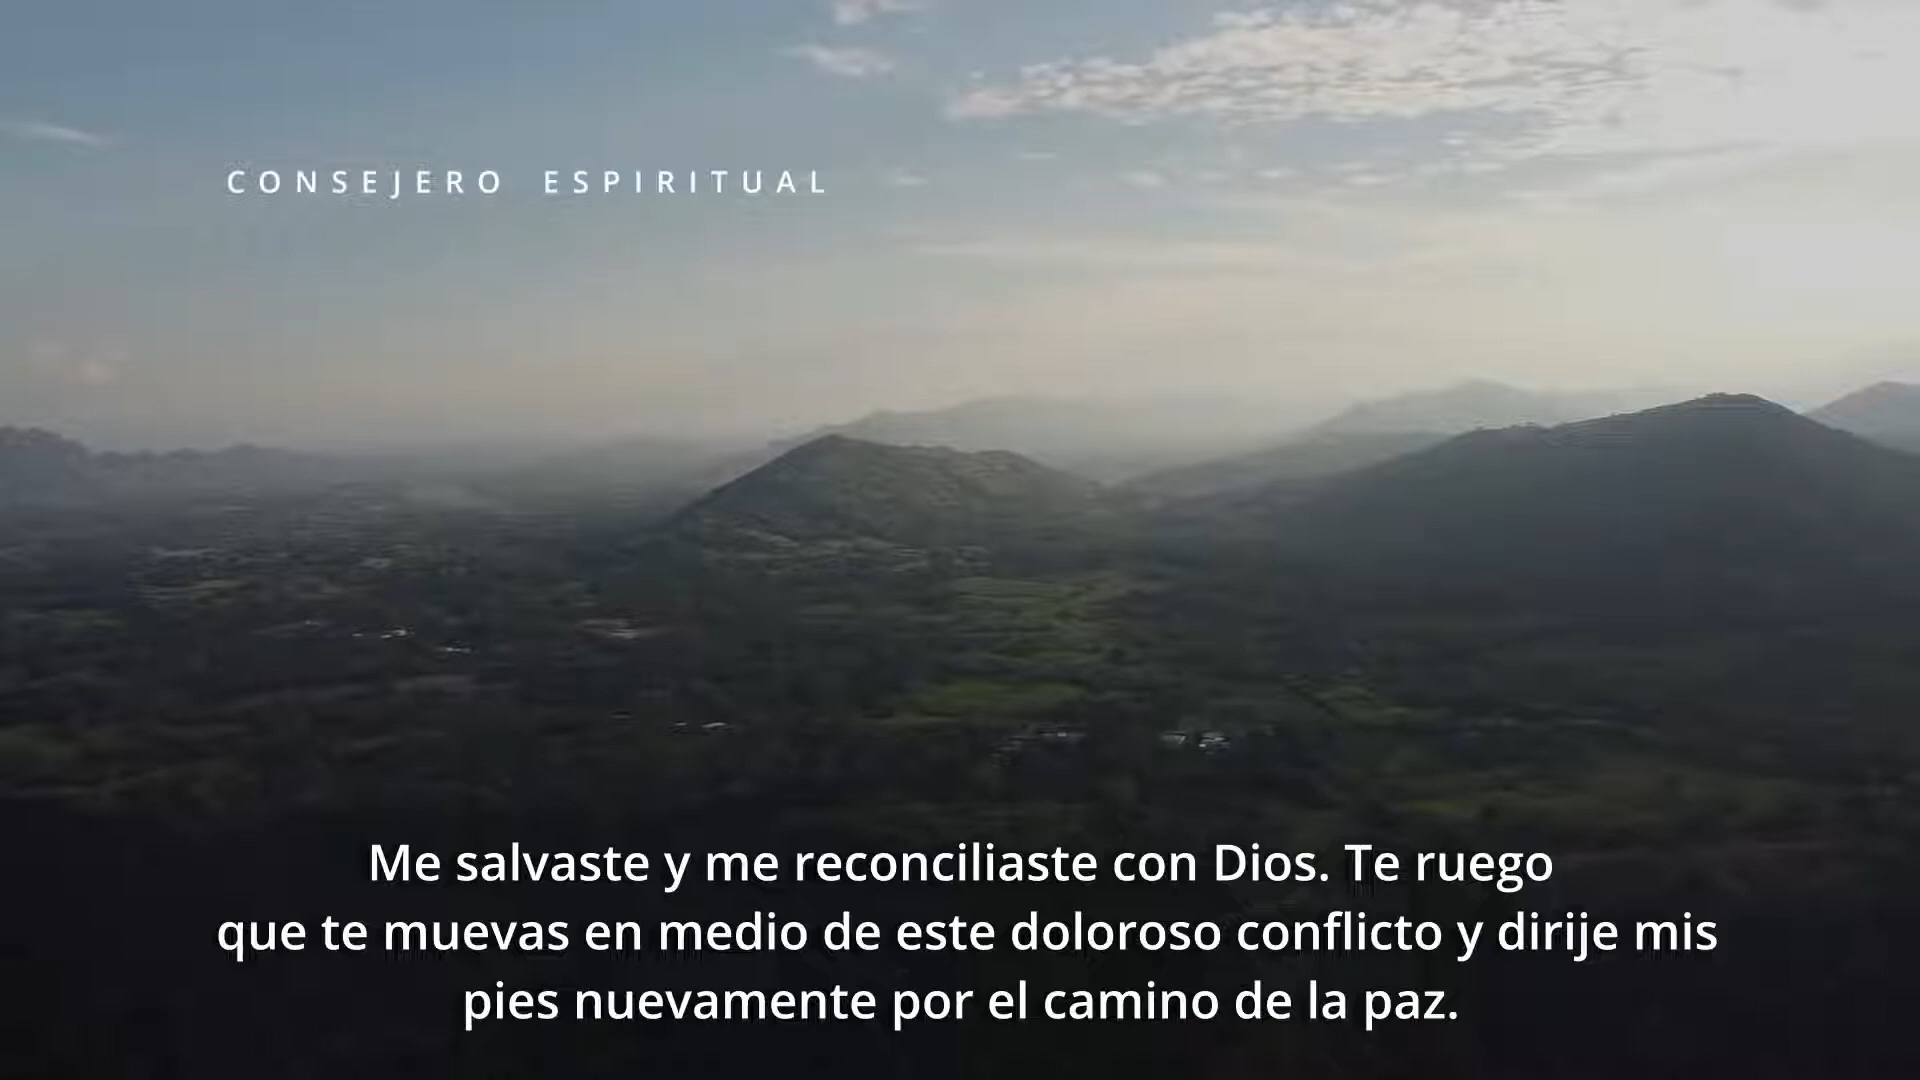 CONSEJERO ESPIRITUAL
Me salvaste y me reconciliaste con Dios. Te ruego
que te muevas en medio de este doloroso conflicto y dirije mis
pies nuevamente por el camino de la paz.